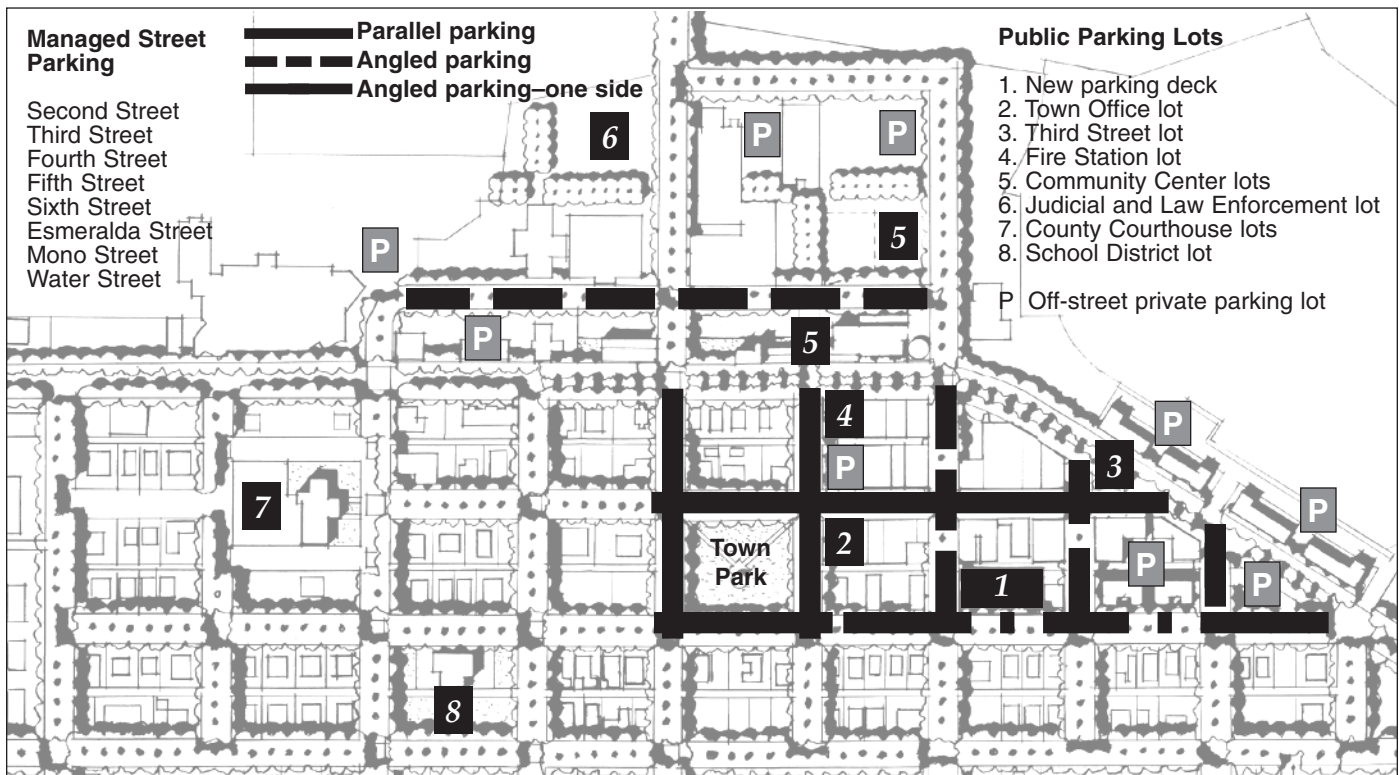 Managed Street
Parking
Second Street
Third Street
Fourth Street
Fifth Street
Sixth Street
Esmeralda Street
Mono Street
Water Street
Parallel parking
Angled parking
Angled parking–one side
Public Parking Lots
1. New parking deck
2. Town Office lot
3. Third Street lot
4. Fire Station lot
5. Community Center lots
6. Judicial and Law Enforcement lot
7. County Courthouse lots
8. School District lot
P Off-street private parking lot
6
P
P
P
5
P
5
4
P
3
P
7
P
2
Town
Park
1
P
P
8